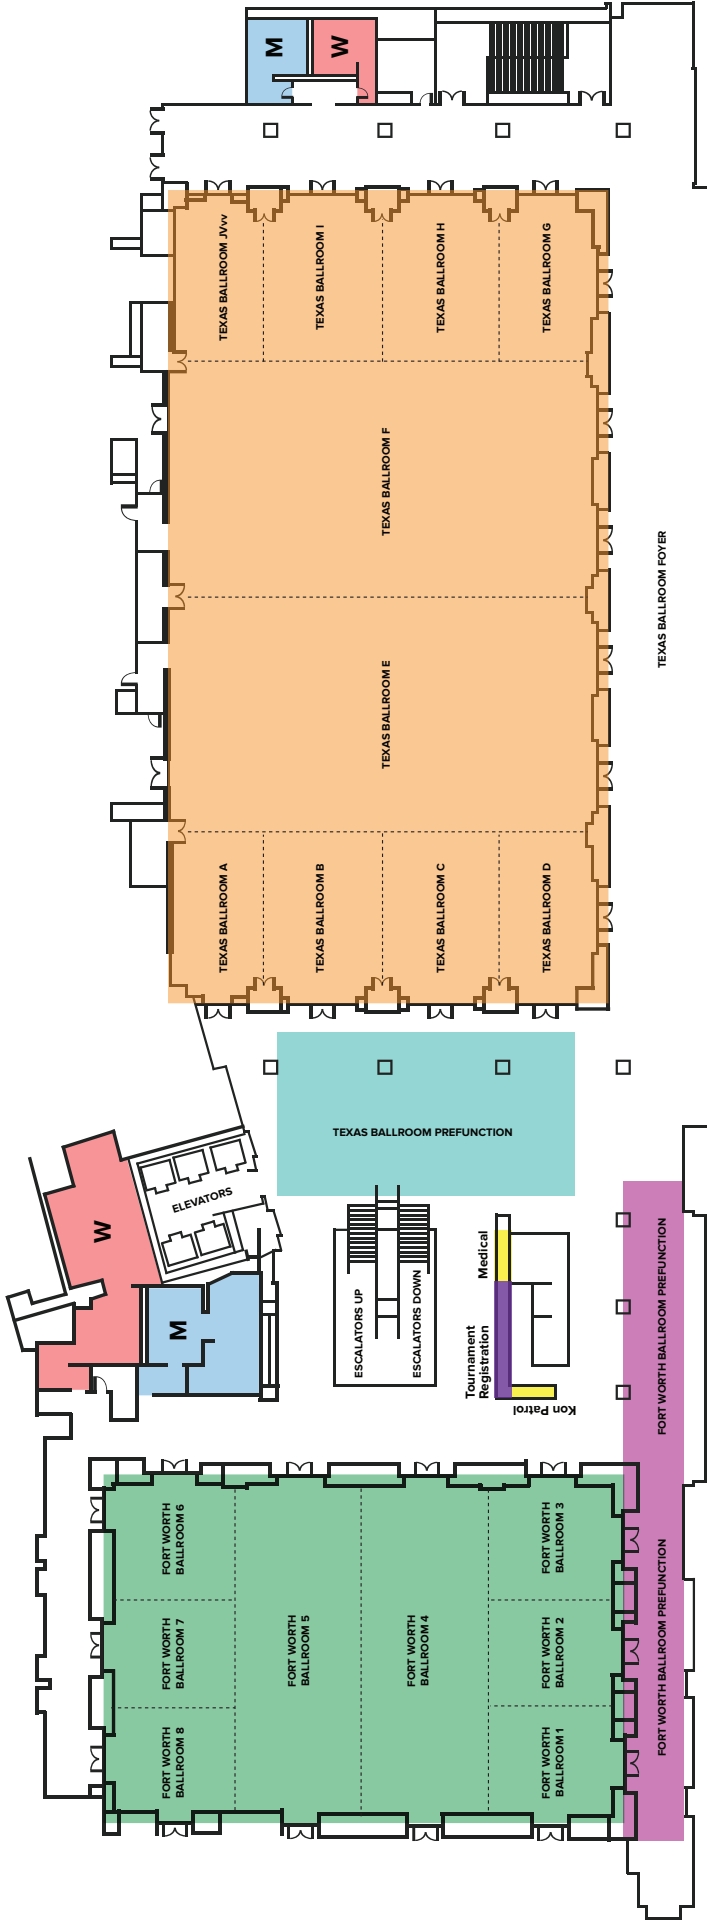 M
W
TEXAS BALLROOM JVvv
TEXAS BALLROOM I
TEXAS BALLROOM H
TEXAS BALLROOM G
TEXAS BALLROOM F
TEXAS BALLROOM FOYER
TEXAS BALLROOM E
TEXAS BALLROOM A
TEXAS BALLROOM B
TEXAS BALLROOM C
TEXAS BALLROOM D
TEXAS BALLROOM PREFUNCTION
W
ELEVATORS
M
ESCALATORS UP
ESCALATORS DOWN
Medical
Tournament
Registration
Kon Patrol
FORT WORTH BALLROOM PREFUNCTION
FORT WORTH
BALLROOM 6
FORT WORTH
BALLROOM 3
FORT WORTH
BALLROOM 7
FORT WORTH
BALLROOM 5
FORT WORTH
BALLROOM 4
FORT WORTH
BALLROOM 2
FORT WORTH
BALLROOM 8
FORT WORTH
BALLROOM 1
FORT WORTH BALLROOM PREFUNCTION